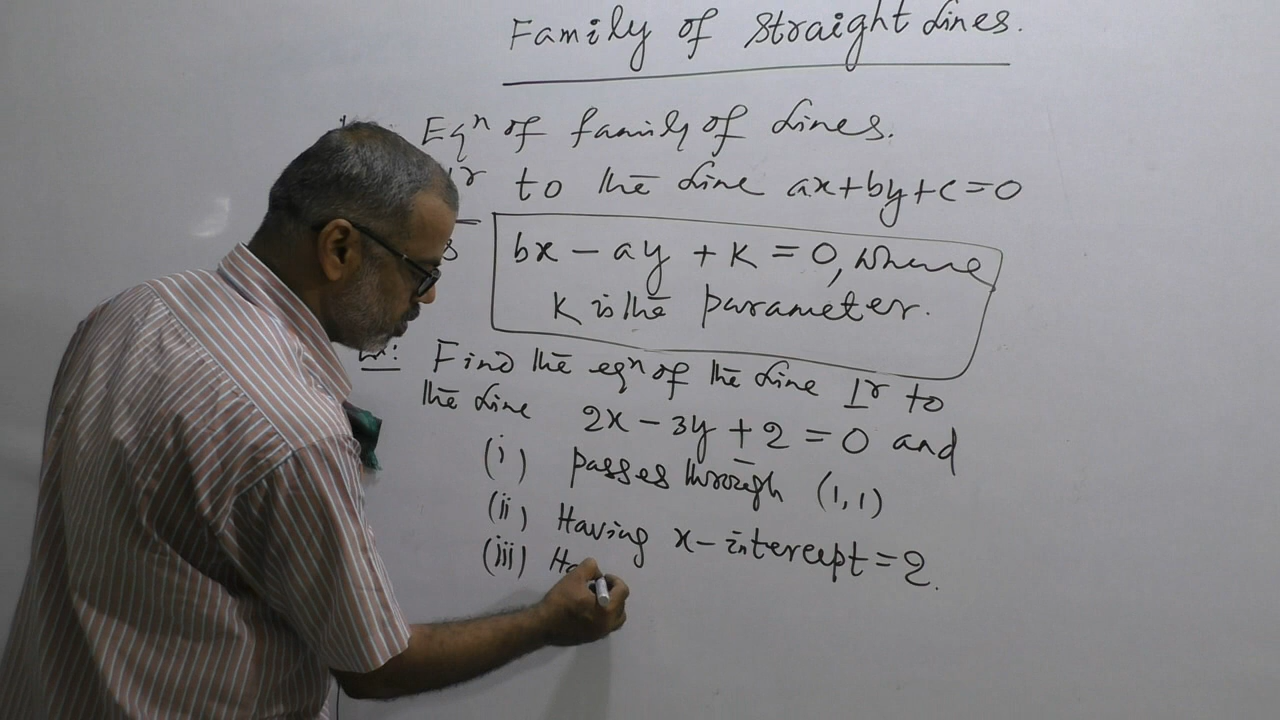 Family of Straight Lines.
Eqⁿ of family of Lines.
⊥r to the Line ax+by+c=0
bx - ay + K = 0, where
K is the parameter.
Ex: Find the eqⁿ of the Line ⊥r to
the Line 2x - 3y + 2 = 0 and
(i) passes through (1,1)
(ii) Having x-intercept = 2.
(iii) Ha